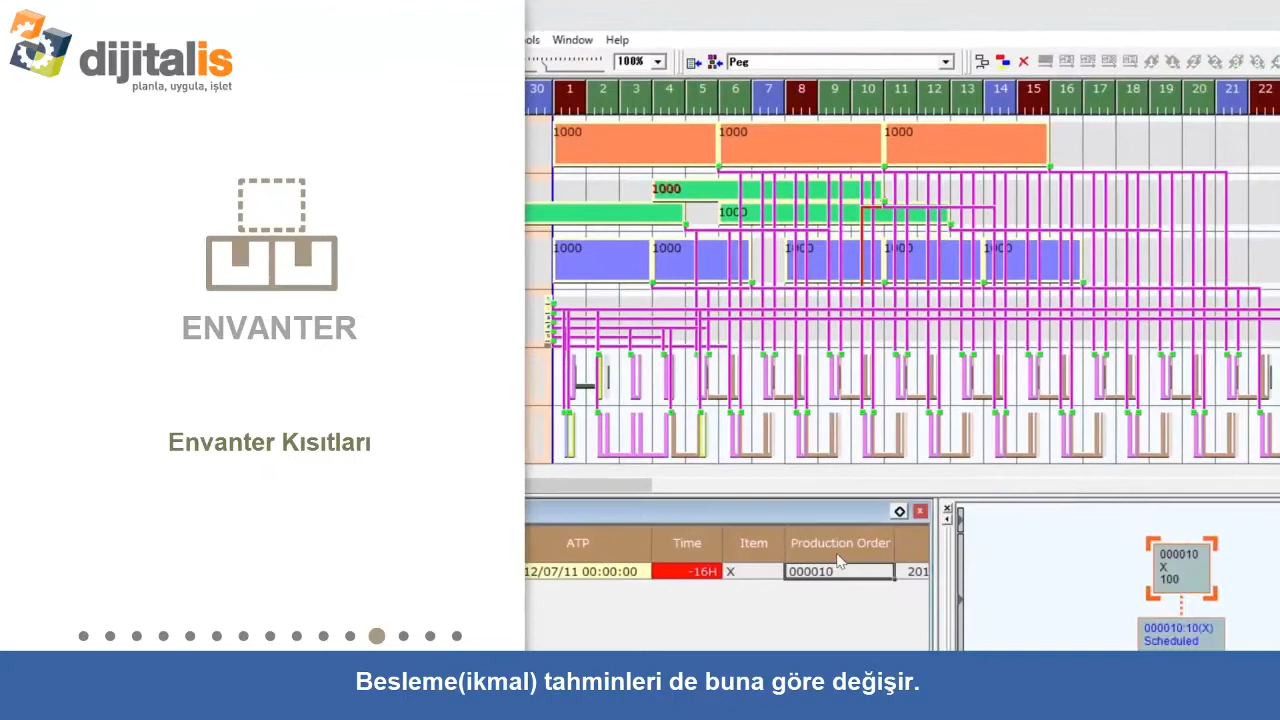 dijitalis
planla, uygula, işlet
ENVANTER
Envanter Kısıtları
ols Window Help
100% Peg
30 1 2 3 4 5 6 7 8 9 10 11 12 13 14 15 16 17 18 19 20 21 22
1000 1000 1000
1000
1000
1000 1000 1000 1000 1000
ATP Time Item Production Order
12/07/11 00:00:00 -16H X 000010 201
000010
X
100
000010:10(X)
Scheduled
Besleme(ikmal) tahminleri de buna göre değişir.